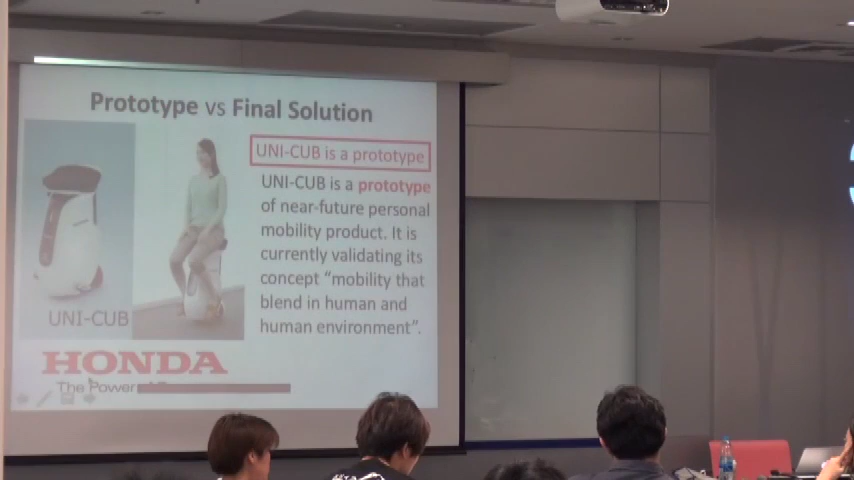 Prototype vs Final Solution
UNI-CUB is a prototype
UNI-CUB is a prototype
of near-future personal
mobility product. It is
currently validating its
concept “mobility that
blend in human and
human environment”.
UNI-CUB
HONDA
The Power